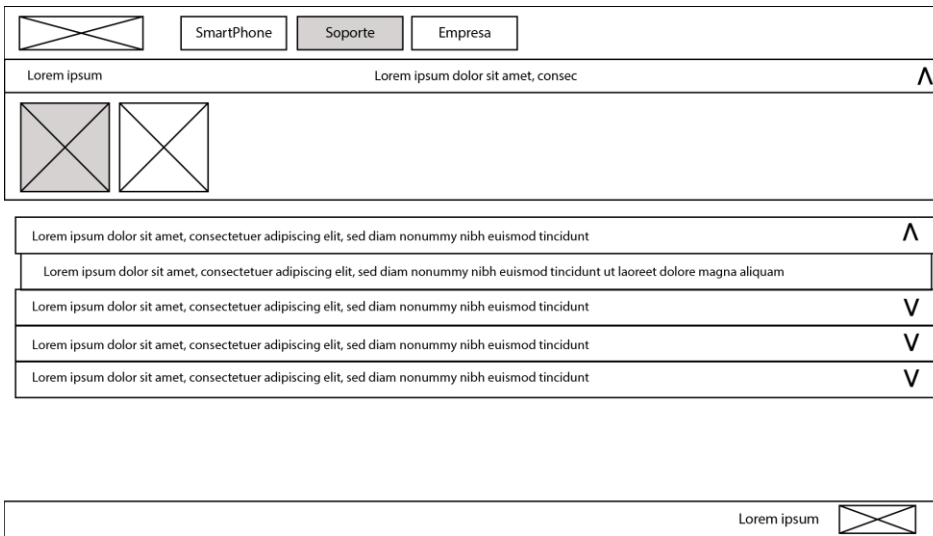 SmartPhone Soporte Empresa
Lorem ipsum Lorem ipsum dolor sit amet, consec
Lorem ipsum dolor sit amet, consectetuer adipiscing elit, sed diam nonummy nibh euismod tincidunt
Lorem ipsum dolor sit amet, consectetuer adipiscing elit, sed diam nonummy nibh euismod tincidunt ut laoreet dolore magna aliquam
Lorem ipsum dolor sit amet, consectetuer adipiscing elit, sed diam nonummy nibh euismod tincidunt
Lorem ipsum dolor sit amet, consectetuer adipiscing elit, sed diam nonummy nibh euismod tincidunt
Lorem ipsum dolor sit amet, consectetuer adipiscing elit, sed diam nonummy nibh euismod tincidunt
Lorem ipsum